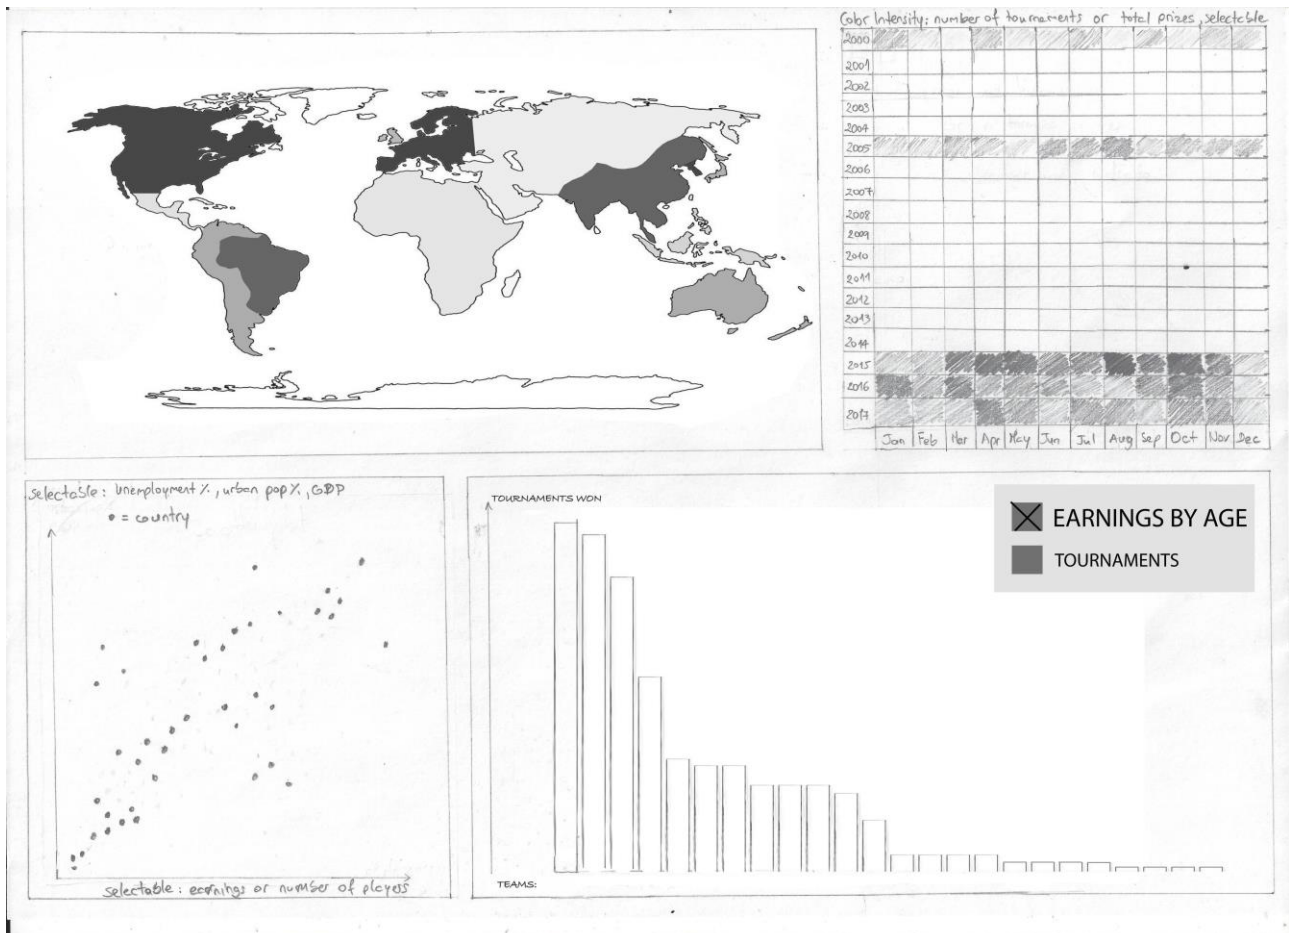 Color Intensity: number of tournaments or total prizes, selectable
2000
2001
2002
2003
2004
2005
2006
2007
2008
2009
2010
2011
2012
2013
2014
2015
2016
2017
Jan Feb Mar Apr May Jun Jul Aug Sep Oct Nov Dec
selectable: Unemployment %, urban pop %, GDP
• = country
selectable: earnings or number of players
TOURNAMENTS WON
EARNINGS BY AGE
TOURNAMENTS
TEAMS: